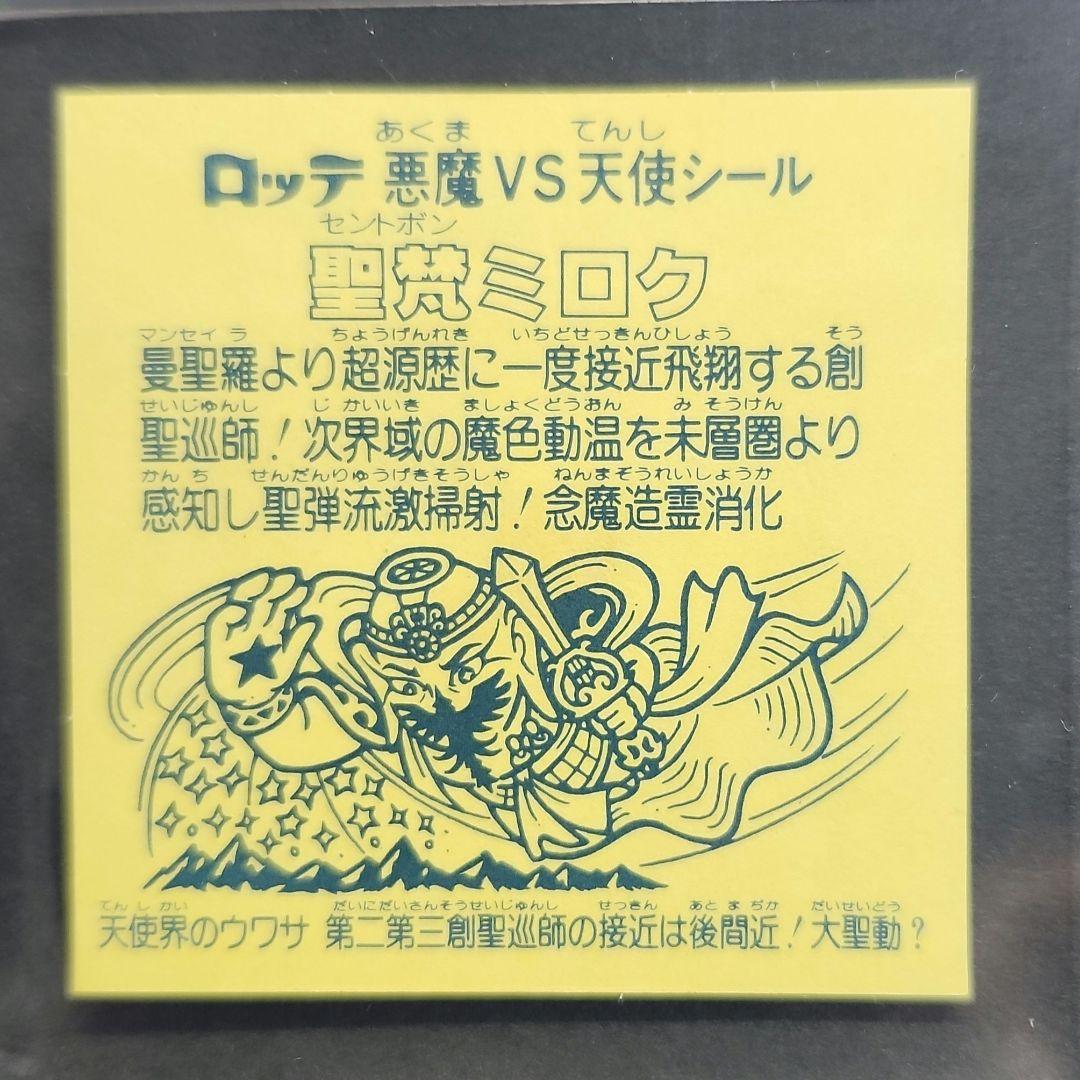 あくま てんし
ロッテ 悪魔VS天使シール
セントボン
聖梵ミロク
マンセイラ ちょうげんれき いちどせっきんひしょう そう
曼聖羅より超源歴に一度接近飛翔する創
せいじゅんし じかいいき ましょくどうおん みそうけん
聖巡師!次界域の魔色動温を未層圏より
かんち せんだんりゅうげきそうしゃ ねんまぞうれいしょうか
感知し聖弾流激掃射!念魔造霊消化
てんしかい だいにだいさんそうせいじゅんし せっきん あとまぢか だいせいどう
天使界のウワサ 第二第三創聖巡師の接近は後間近!大聖動?